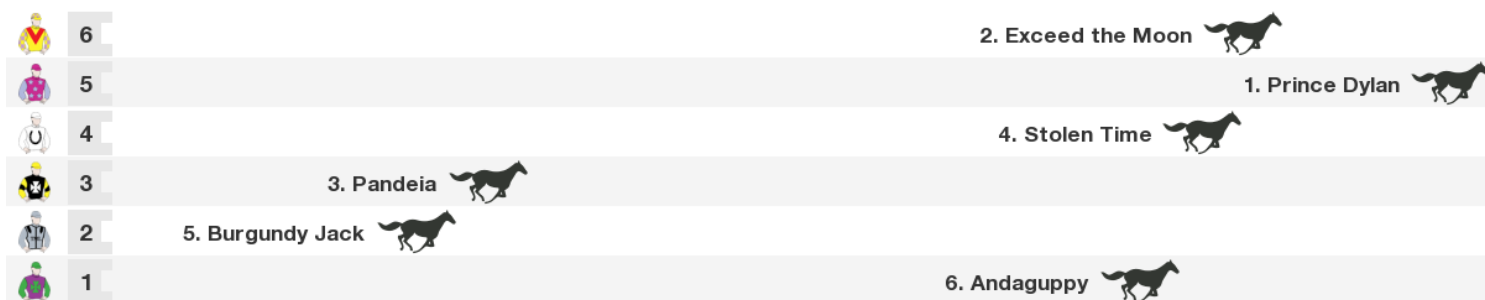 6 2. Exceed the Moon
5 1. Prince Dylan
4 4. Stolen Time
3 3. Pandeia
2 5. Burgundy Jack
1 6. Andaguppy